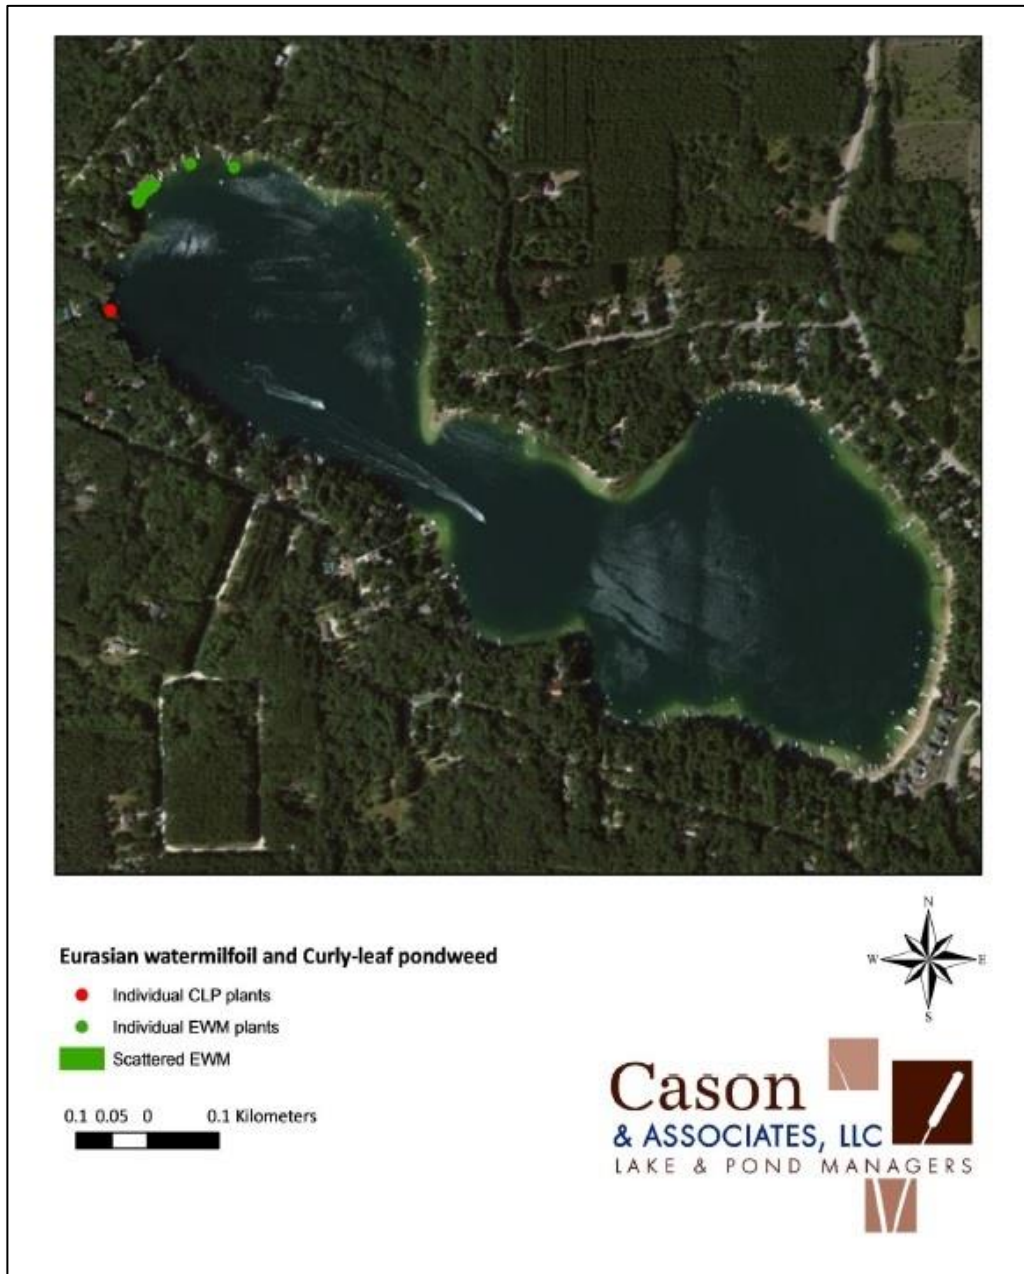 N
W E
S
Eurasian watermilfoil and Curly-leaf pondweed
Individual CLP plants
Individual EWM plants
Scattered EWM
0.1 0.05 0 0.1 Kilometers
Cason
& ASSOCIATES, LLC
LAKE & POND MANAGERS